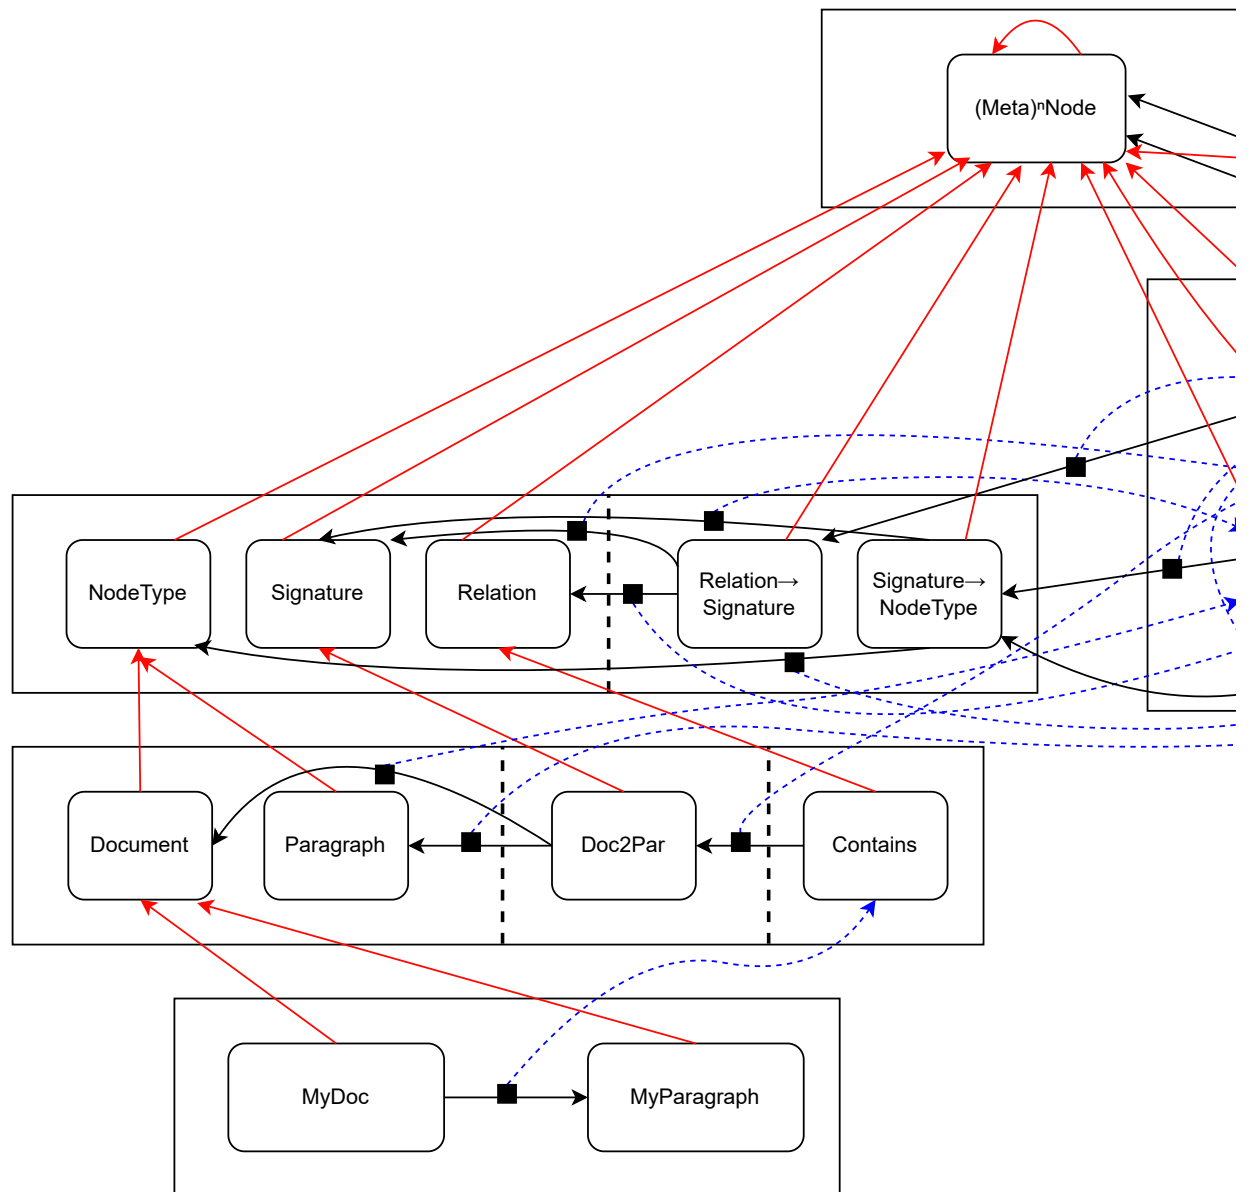 (Meta)ⁿNode
NodeType
Signature
Relation
Relation→
Signature
Signature→
NodeType
Document
Paragraph
Doc2Par
Contains
MyDoc
MyParagraph